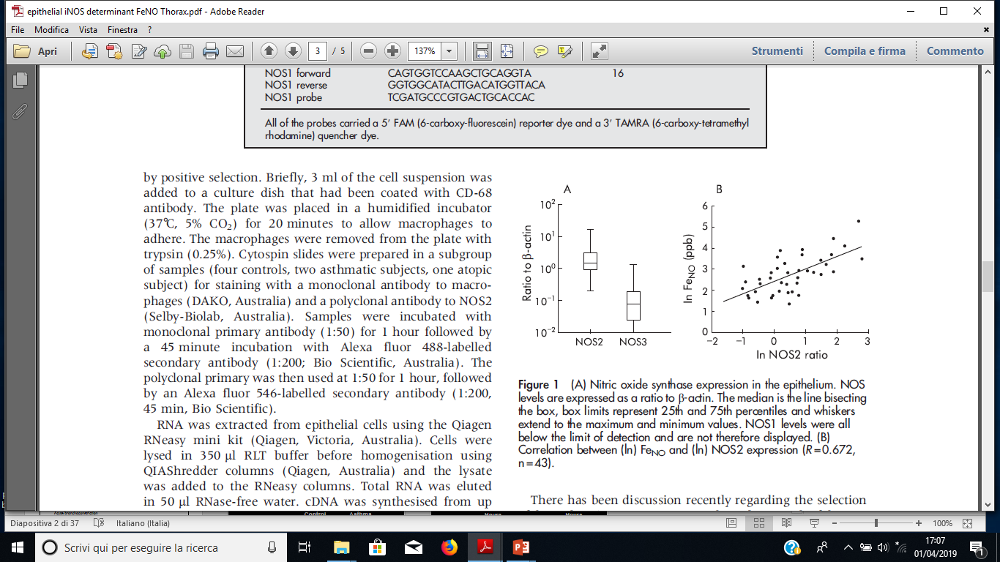 epithelial iNOS determinant FeNO Thorax.pdf - Adobe Reader
File Modifica Vista Finestra ?
Apri 3 / 5 137% Strumenti Compila e firma Commento
NOS1 forward CAGTGGTCCAAGCTGCAGGTA 16
NOS1 reverse GGTGGCATACTTGACATGGTTACA
NOS1 probe TCGATGCCCGTGACTGCACCAC
All of the probes carried a 5′ FAM (6-carboxy-fluorescein) reporter dye and a 3′ TAMRA (6-carboxy-tetramethyl
rhodamine) quencher dye.
by positive selection. Briefly, 3 ml of the cell suspension was
added to a culture dish that had been coated with CD-68
antibody. The plate was placed in a humidified incubator
(37°C, 5% CO₂) for 20 minutes to allow macrophages to
adhere. The macrophages were removed from the plate with
trypsin (0.25%). Cytospin slides were prepared in a subgroup
of samples (four controls, two asthmatic subjects, one atopic
subject) for staining with a monoclonal antibody to macro-
phages (DAKO, Australia) and a polyclonal antibody to NOS2
(Selby-Biolab, Australia). Samples were incubated with
monoclonal primary antibody (1:50) for 1 hour followed by
a 45 minute incubation with Alexa fluor 488-labelled
secondary antibody (1:200; Bio Scientific, Australia). The
polyclonal primary was then used at 1:50 for 1 hour, followed
by an Alexa fluor 546-labelled secondary antibody (1:200,
45 min, Bio Scientific).
RNA was extracted from epithelial cells using the Qiagen
RNeasy mini kit (Qiagen, Victoria, Australia). Cells were
lysed in 350 μl RLT buffer before homogenisation using
QIAShredder columns (Qiagen, Australia) and the lysate
was added to the RNeasy columns. Total RNA was eluted
in 50 μl RNase-free water. cDNA was synthesised from up
A
Ratio to β-actin
10²
10¹
10⁰
10⁻¹
10⁻²
NOS2 NOS3
B
ln FeNO (ppb)
6
5
4
3
2
1
0
−2 −1 0 1 2 3
ln NOS2 ratio
Figure 1 (A) Nitric oxide synthase expression in the epithelium. NOS
levels are expressed as a ratio to β-actin. The median is the line bisecting
the box, box limits represent 25th and 75th percentiles and whiskers
extend to the maximum and minimum values. NOS1 levels were all
below the limit of detection and are not therefore displayed. (B)
Correlation between (ln) FeNO and (ln) NOS2 expression (R=0.672,
n=43).
There has been discussion recently regarding the selection
Acute bronchoconstriction Control Asthma Hours Hours
Diapositiva 2 di 37 Italiano (Italia) 100%
Scrivi qui per eseguire la ricerca
17:07
01/04/2019
1